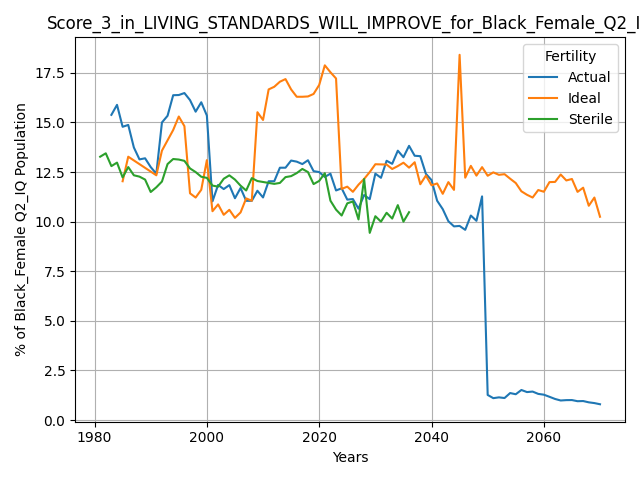 Score_3_in_LIVING_STANDARDS_WILL_IMPROVE_for_Black_Female_Q2_I
Fertility
Actual
Ideal
Sterile
% of Black_Female Q2_IQ Population
17.5
15.0
12.5
10.0
7.5
5.0
2.5
0.0
1980 2000 2020 2040 2060
Years